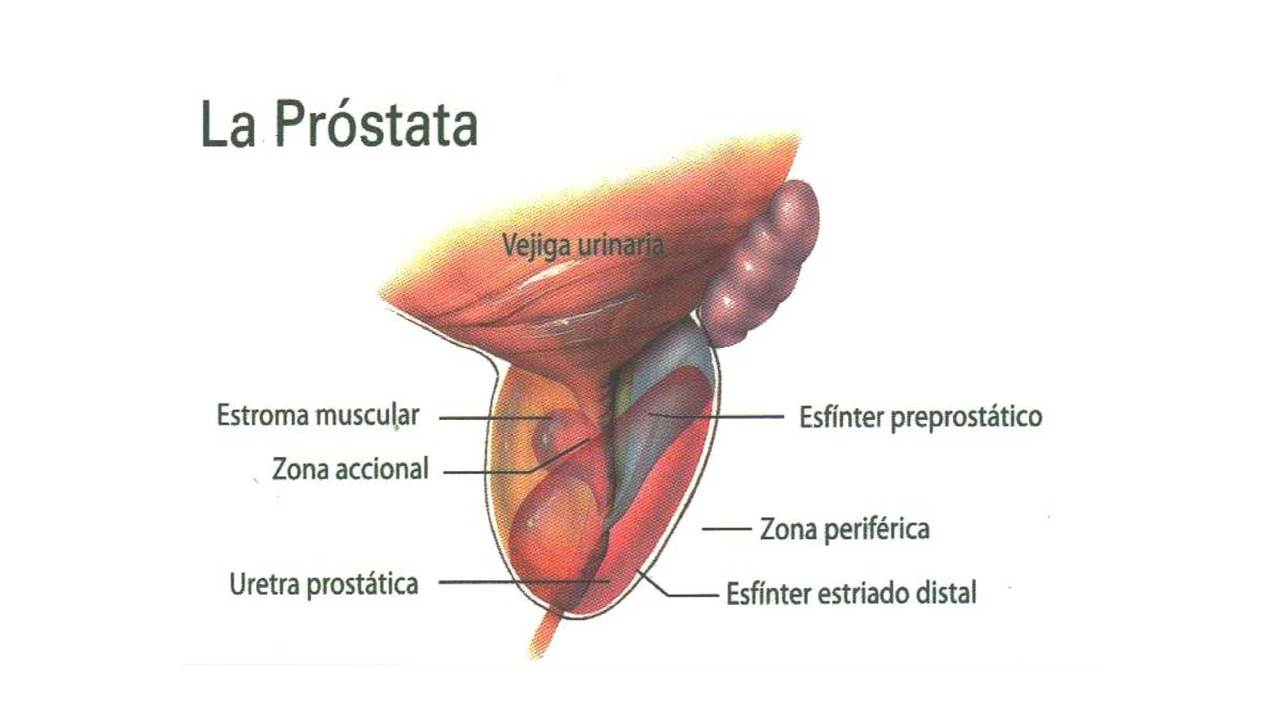 La Próstata
Vejiga urinaria
Estroma muscular
Esfínter preprostático
Zona accional
Zona periférica
Uretra prostática
Esfínter estriado distal